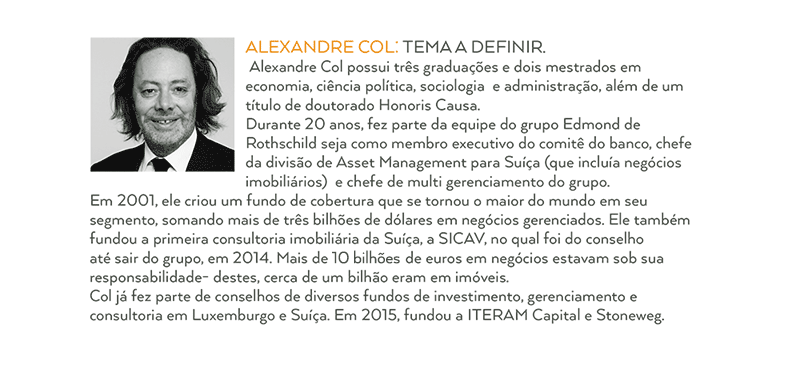 ALEXANDRE COL: TEMA A DEFINIR.
Alexandre Col possui três graduações e dois mestrados em
economia, ciência política, sociologia e administração, além de um
título de doutorado Honoris Causa.
Durante 20 anos, fez parte da equipe do grupo Edmond de
Rothschild seja como membro executivo do comitê do banco, chefe
da divisão de Asset Management para Suíça (que incluía negócios
imobiliários) e chefe de multi gerenciamento do grupo.
Em 2001, ele criou um fundo de cobertura que se tornou o maior do mundo em seu
segmento, somando mais de três bilhões de dólares em negócios gerenciados. Ele também
fundou a primeira consultoria imobiliária da Suíça, a SICAV, no qual foi do conselho
até sair do grupo, em 2014. Mais de 10 bilhões de euros em negócios estavam sob sua
responsabilidade- destes, cerca de um bilhão eram em imóveis.
Col já fez parte de conselhos de diversos fundos de investimento, gerenciamento e
consultoria em Luxemburgo e Suíça. Em 2015, fundou a ITERAM Capital e Stoneweg.